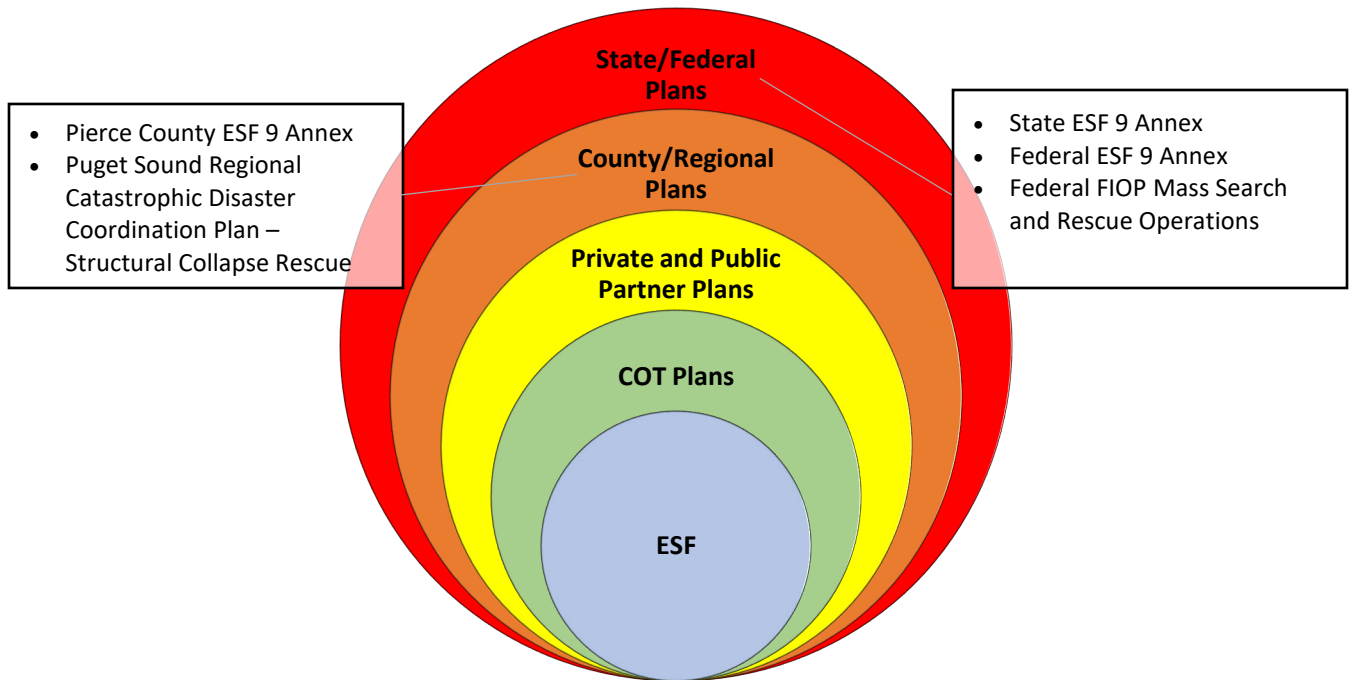 State/Federal
Plans
• Pierce County ESF 9 Annex
• Puget Sound Regional
Catastrophic Disaster
Coordination Plan –
Structural Collapse Rescue
• State ESF 9 Annex
• Federal ESF 9 Annex
• Federal FIOP Mass Search
and Rescue Operations
County/Regional
Plans
Private and Public
Partner Plans
COT Plans
ESF